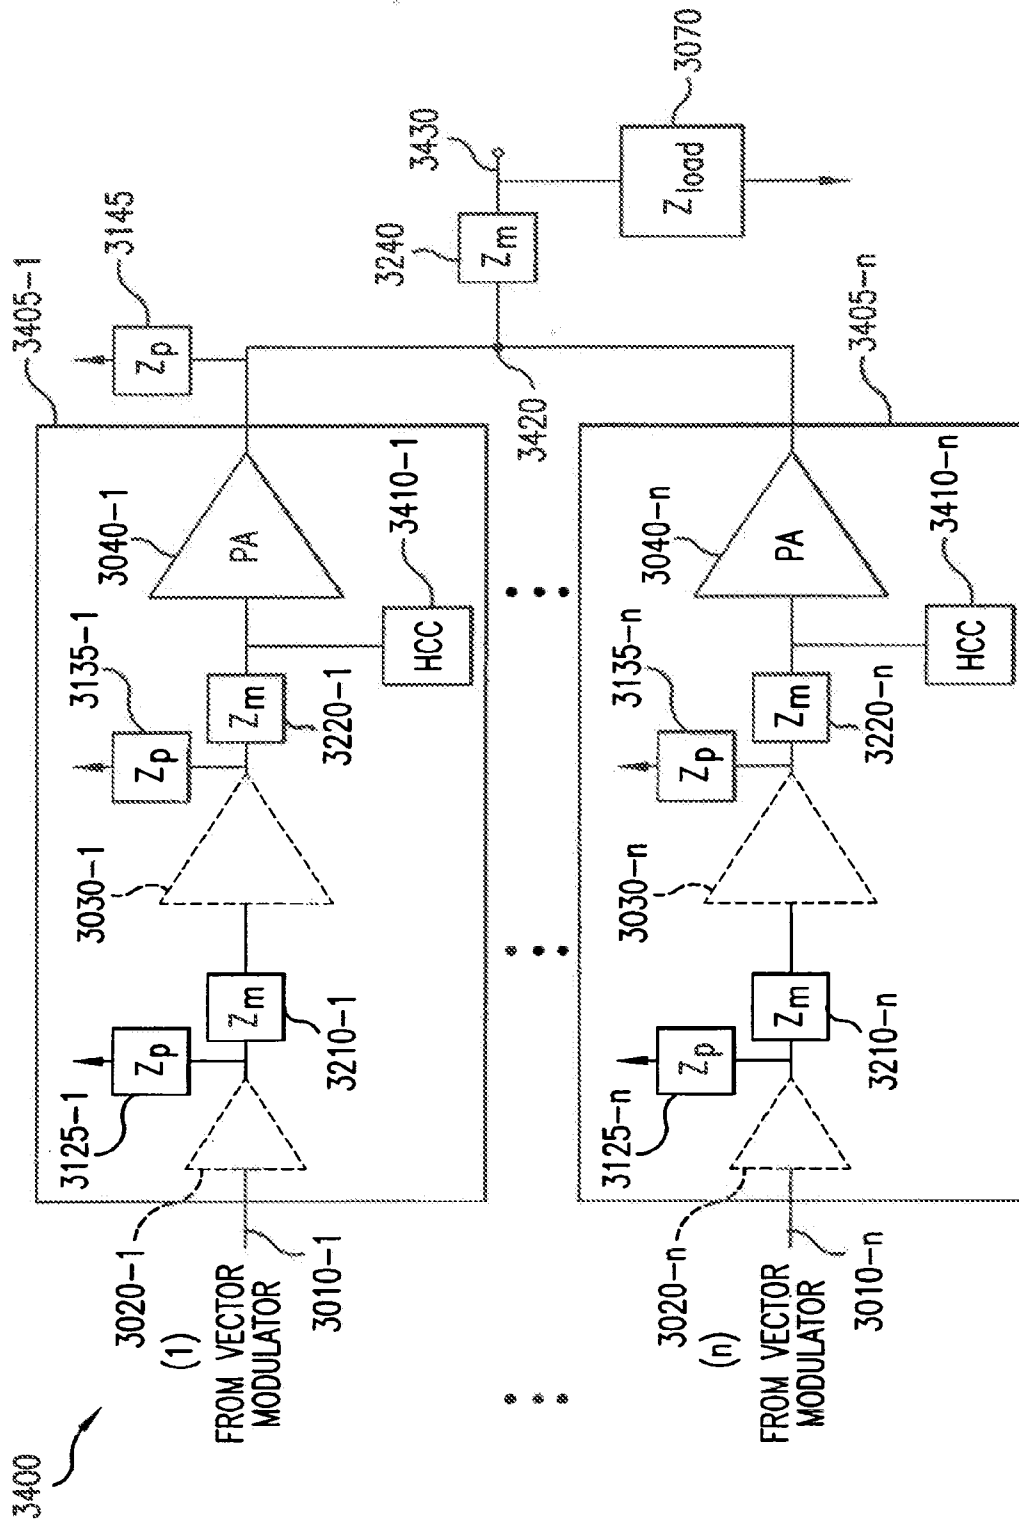 3400
3405-1
3145
Zp
3040-1
PA
3135-1
Zp
3410-1
HCC
Zm
3220-1
3030-1
3125-1
Zp
Zm
3210-1
3020-1
(1)
FROM VECTOR
MODULATOR
3010-1
3420
3240
Zm
3430
Zload
3070
3405-n
3040-n
PA
3135-n
Zp
3410-n
HCC
Zm
3220-n
3030-n
3125-n
Zp
Zm
3210-n
3020-n
(n)
FROM VECTOR
MODULATOR
3010-n